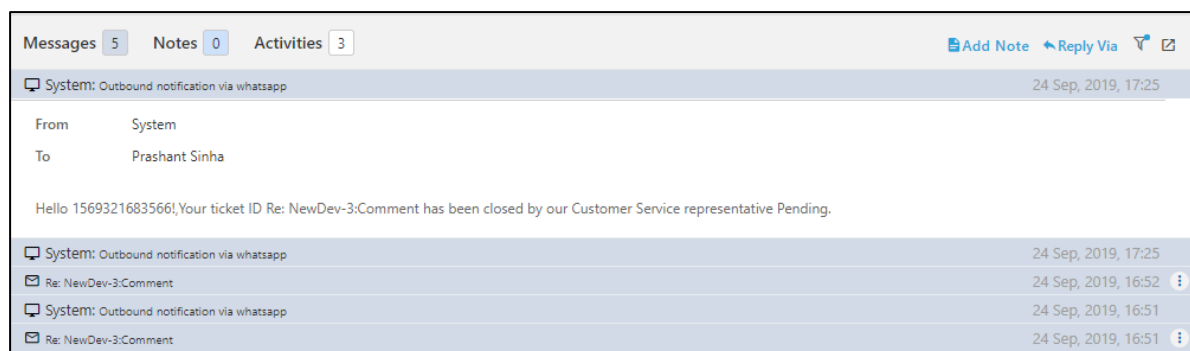 Messages 5 Notes 0 Activities 3 Add Note Reply Via
System: Outbound notification via whatsapp 24 Sep, 2019, 17:25
From System
To Prashant Sinha
Hello 1569321683566!,Your ticket ID Re: NewDev-3:Comment has been closed by our Customer Service representative Pending.
System: Outbound notification via whatsapp 24 Sep, 2019, 17:25
Re: NewDev-3:Comment 24 Sep, 2019, 16:52
System: Outbound notification via whatsapp 24 Sep, 2019, 16:51
Re: NewDev-3:Comment 24 Sep, 2019, 16:51